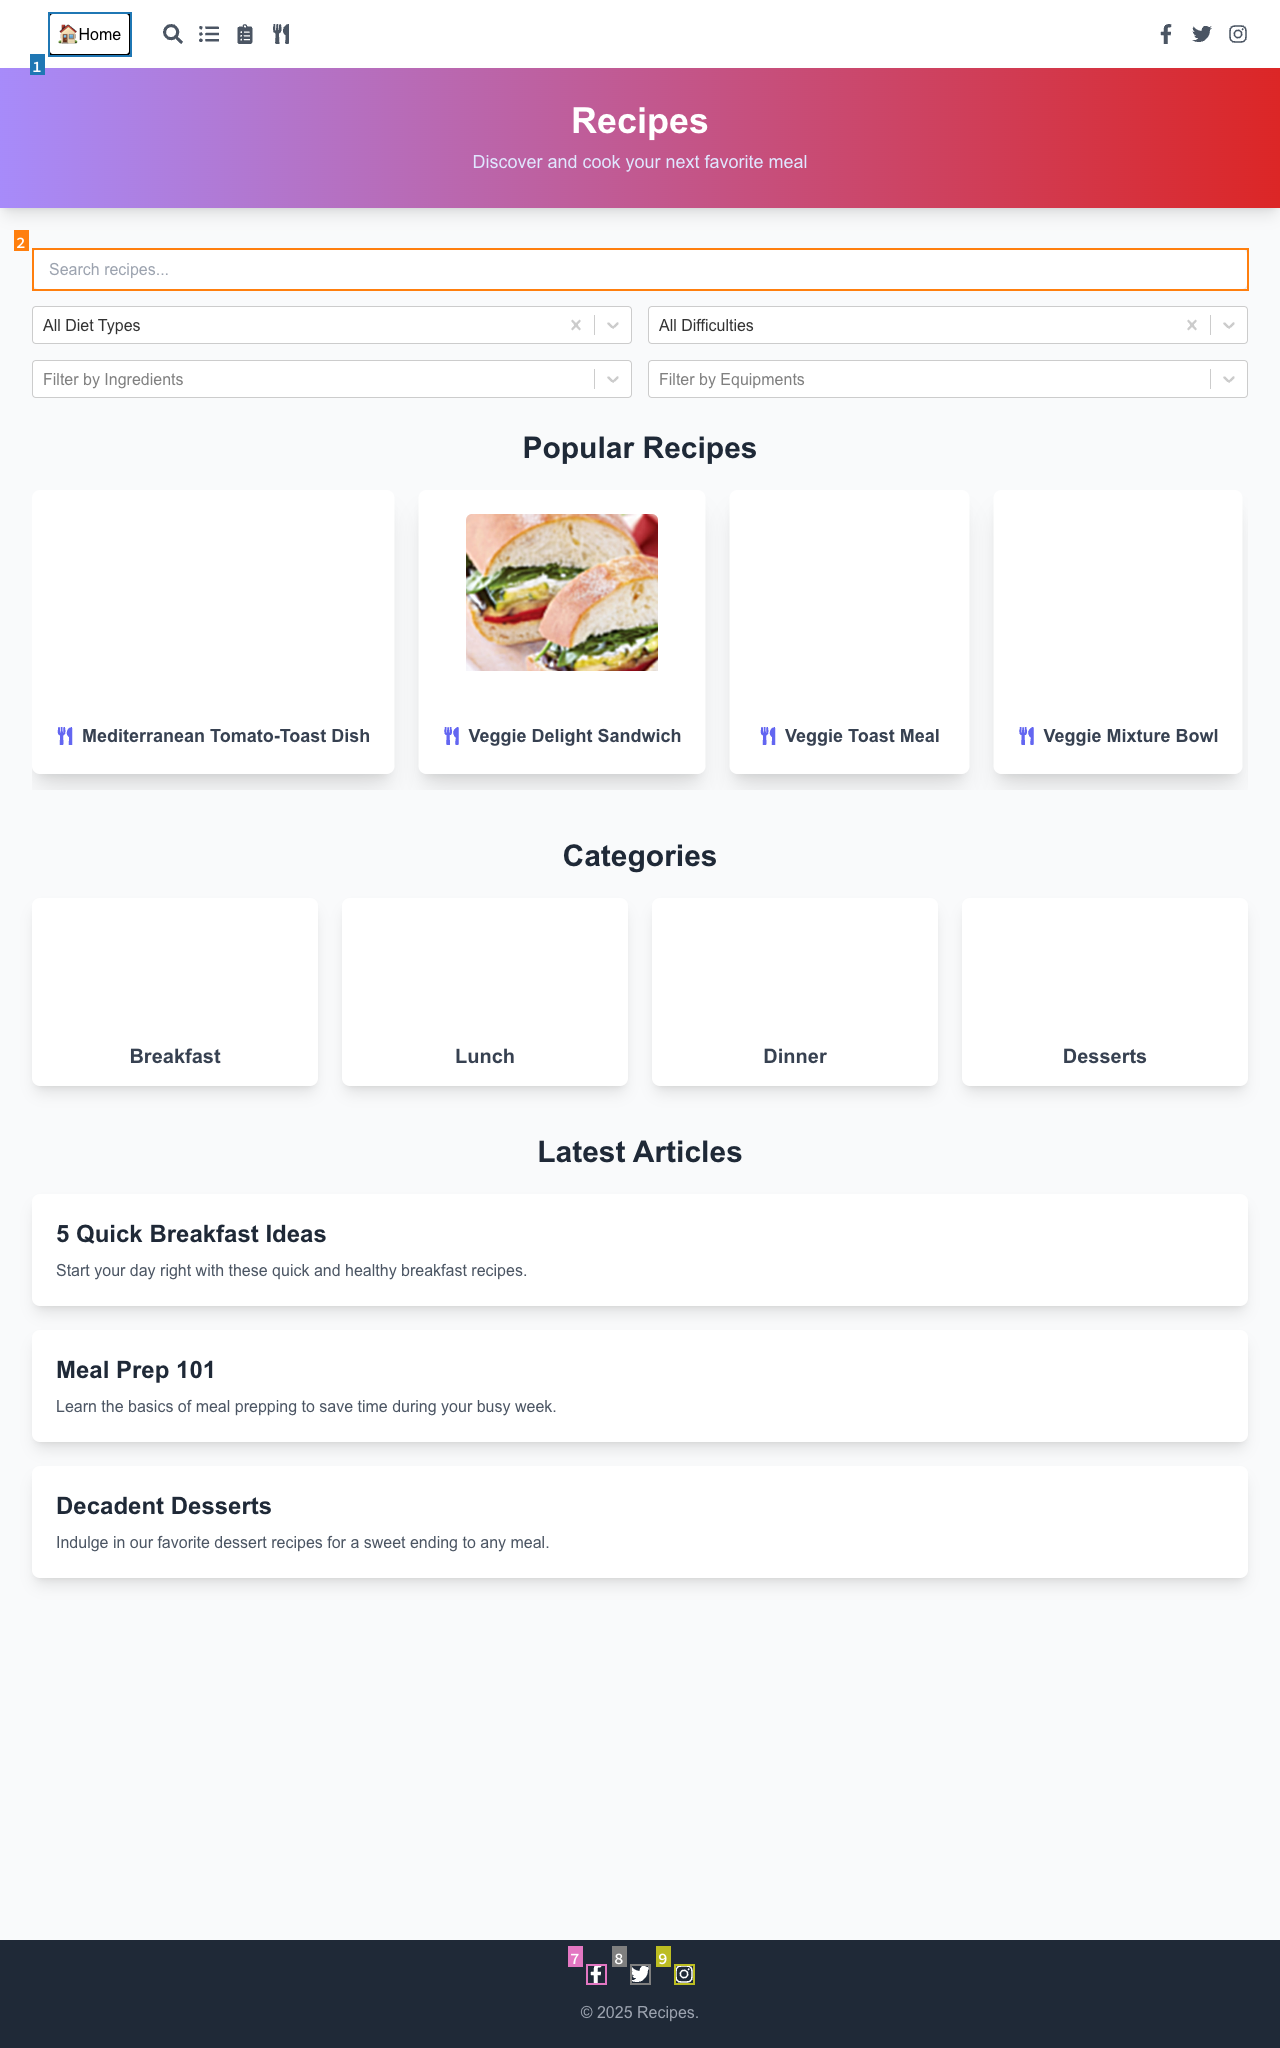 🏠Home
1
Recipes
Discover and cook your next favorite meal
2
Search recipes...
All Diet Types
All Difficulties
Filter by Ingredients
Filter by Equipments
Popular Recipes
Mediterranean Tomato-Toast Dish
Veggie Delight Sandwich
Veggie Toast Meal
Veggie Mixture Bowl
Categories
Breakfast
Lunch
Dinner
Desserts
Latest Articles
5 Quick Breakfast Ideas
Start your day right with these quick and healthy breakfast recipes.
Meal Prep 101
Learn the basics of meal prepping to save time during your busy week.
Decadent Desserts
Indulge in our favorite dessert recipes for a sweet ending to any meal.
7 8 9
© 2025 Recipes.